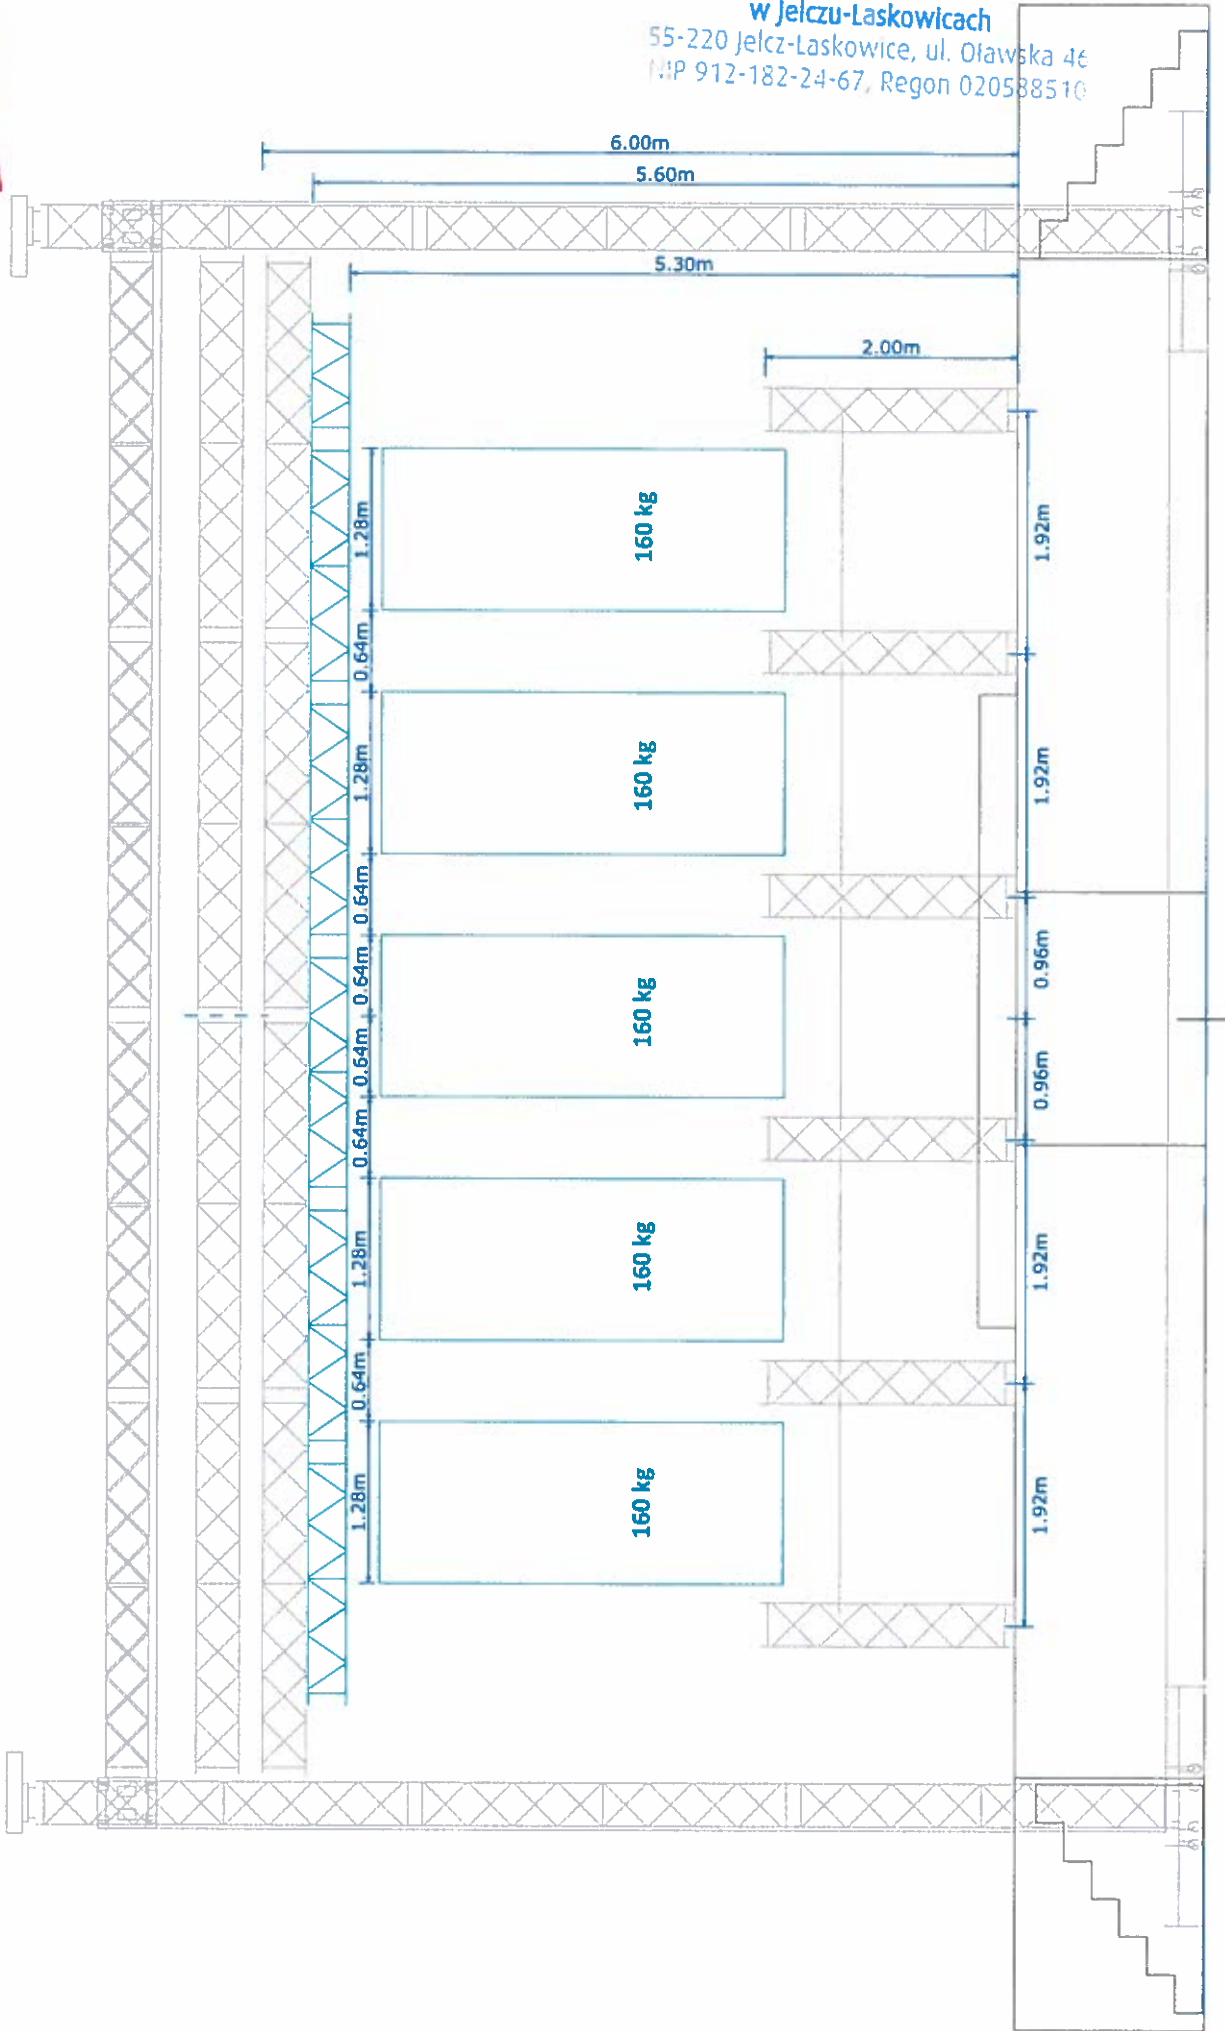 w Jelczu-Laskowicach
55-220 Jelcz-Laskowice, ul. Oławska 46
NIP 912-182-24-67, Regon 020588510
6.00m
5.60m
5.30m
2.00m
1.28m
160 kg
1.92m
0.64m
1.28m
160 kg
1.92m
0.64m
0.64m
160 kg
0.96m
0.64m
0.96m
0.64m
1.28m
160 kg
1.92m
0.64m
1.28m
160 kg
1.92m